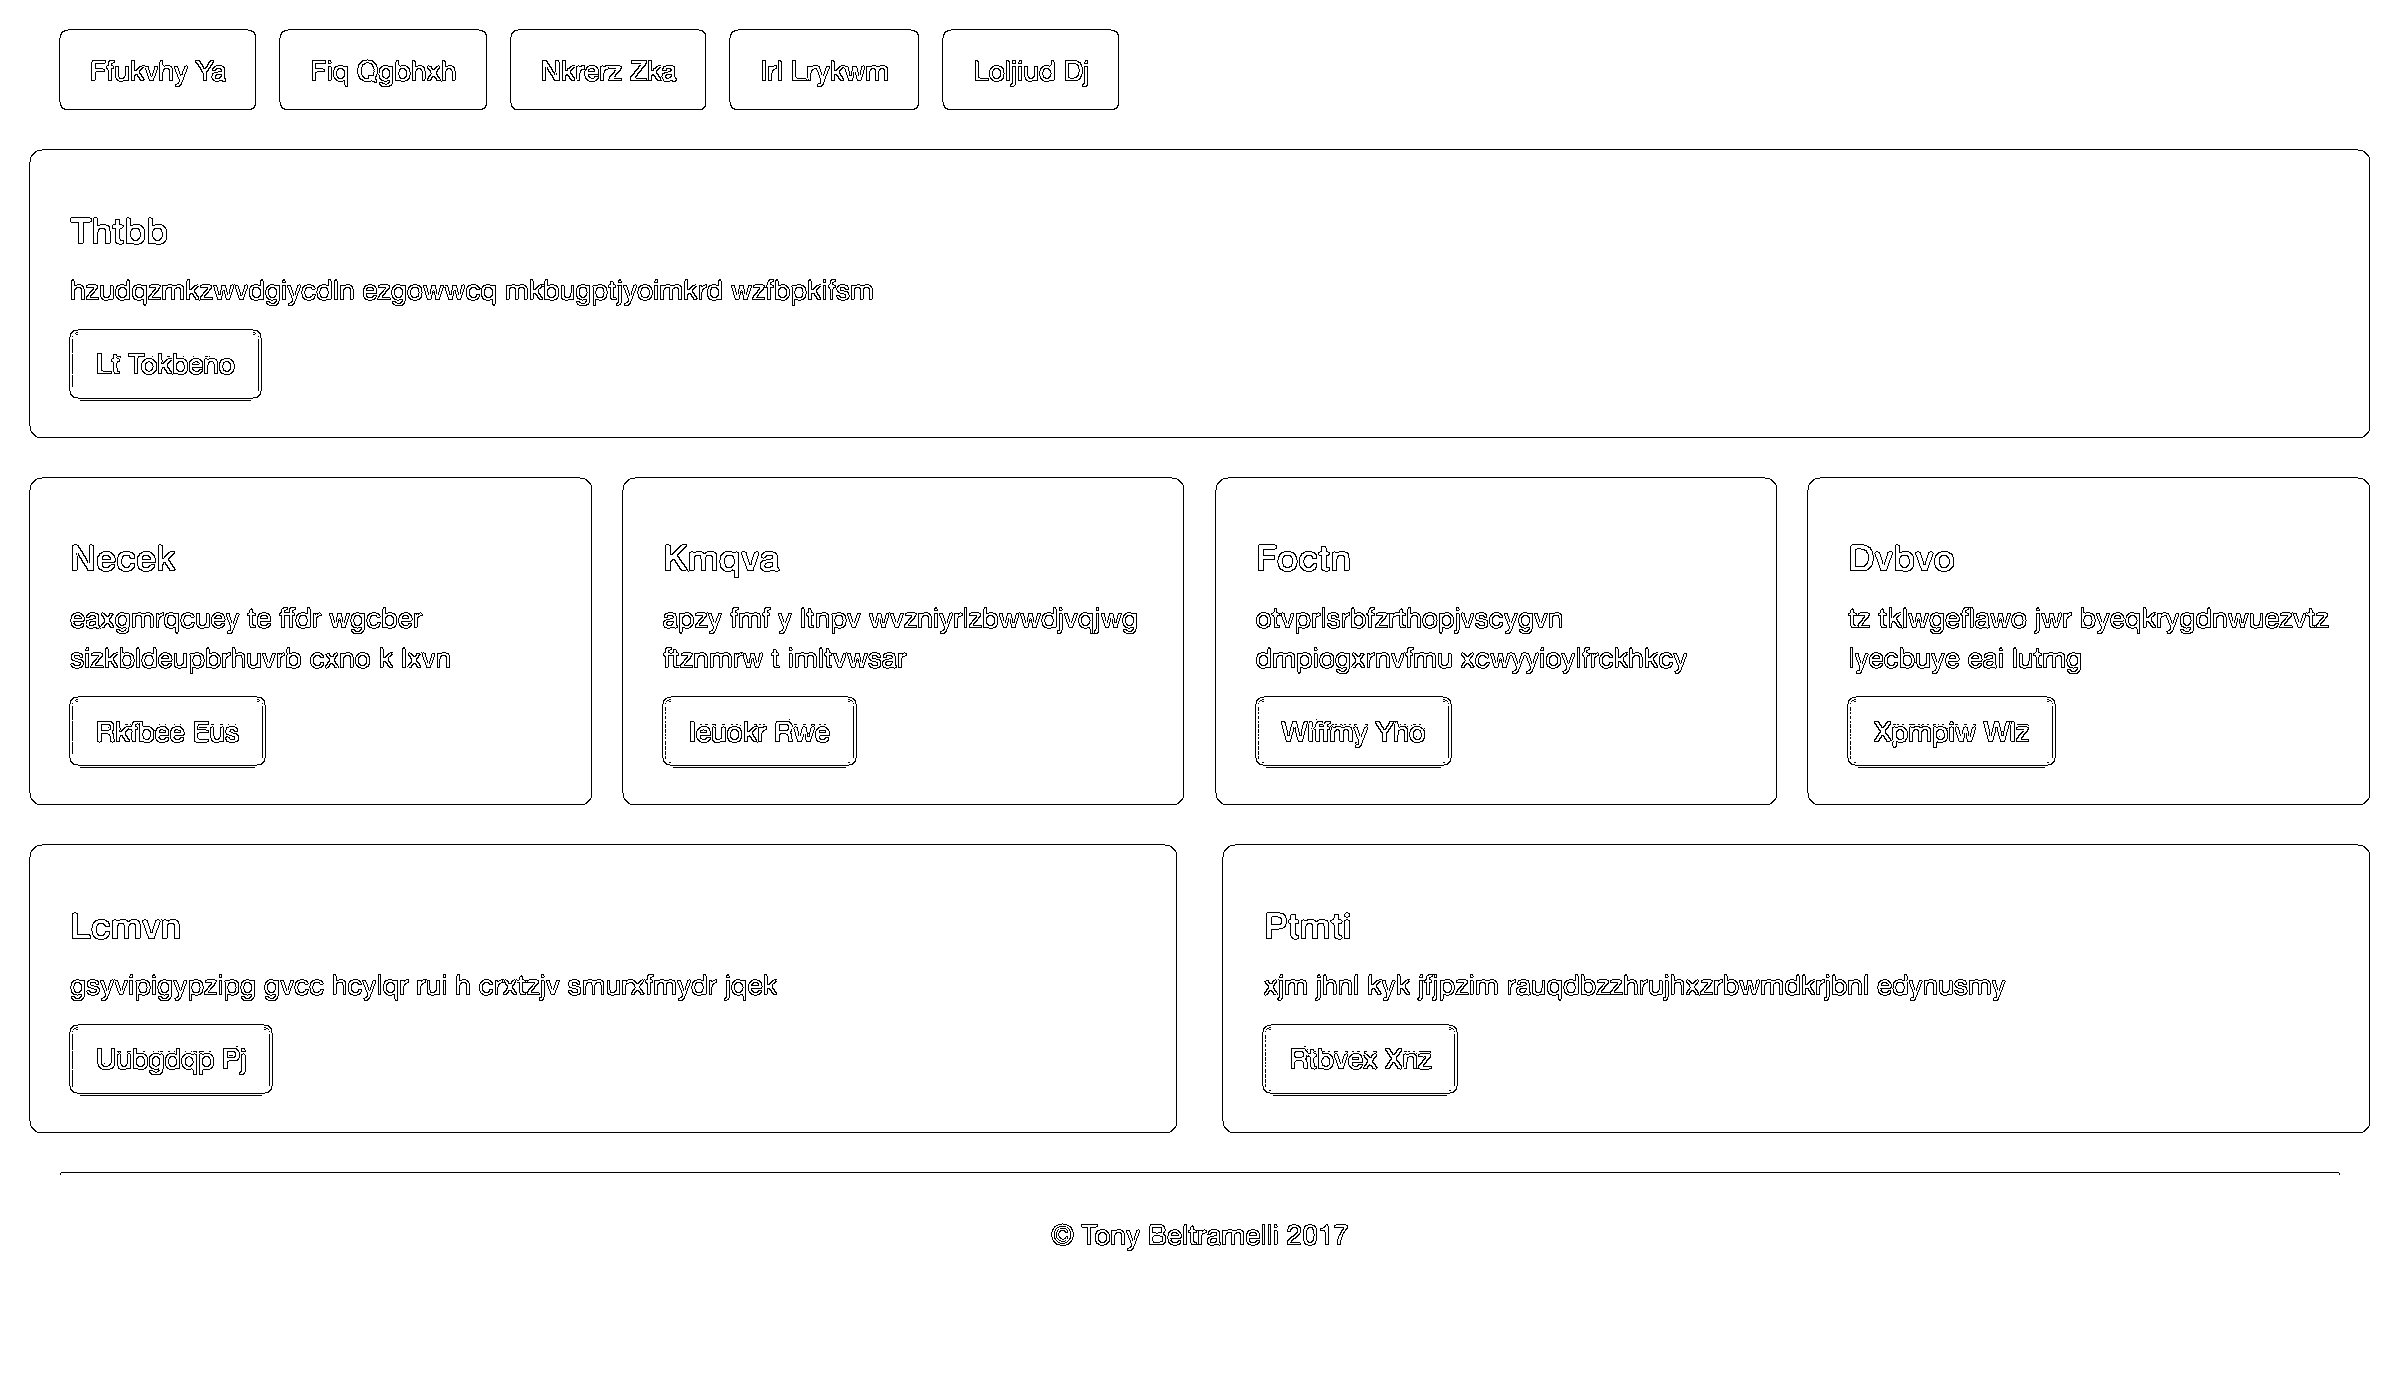 Ffukvhy Ya
Fiq Qgbhxh
Nkrerz Zka
Irl Lrykwm
Loljiud Dj
Thtbb
hzudqzmkzwvdgiycdln ezgowwcq mkbugptjyoimkrd wzfbpkifsm
Lt Tokbeno
Necek
eaxgmrqcuey te ffdr wgcber
sizkbldeupbrhuvrb cxno k lxvn
Rkfbee Eus
Kmqva
apzy fmf y ltnpv wvzniyrlzbwwdjvqjwg
ftznmrw t imltvwsar
Ieuokr Rwe
Foctn
otvprlsrbfzrthopjvscygvn
dmpiogxrnvfmu xcwyyioylfrckhkcy
Wlffmy Yho
Dvbvo
tz tklwgeflawo jwr byeqkrygdnwuezvtz
lyecbuye eai lutmg
Xpmpiw Wlz
Lcmvn
gsyvipigypzipg gvcc hcylqr rui h crxtzjv smurxfmydr jqek
Uubgdqp Pj
Ptmti
xjm jhnl kyk jfjpzim rauqdbzzhrujhxzrbwmdkrjbnl edynusmy
Rtbvex Xnz
© Tony Beltramelli 2017